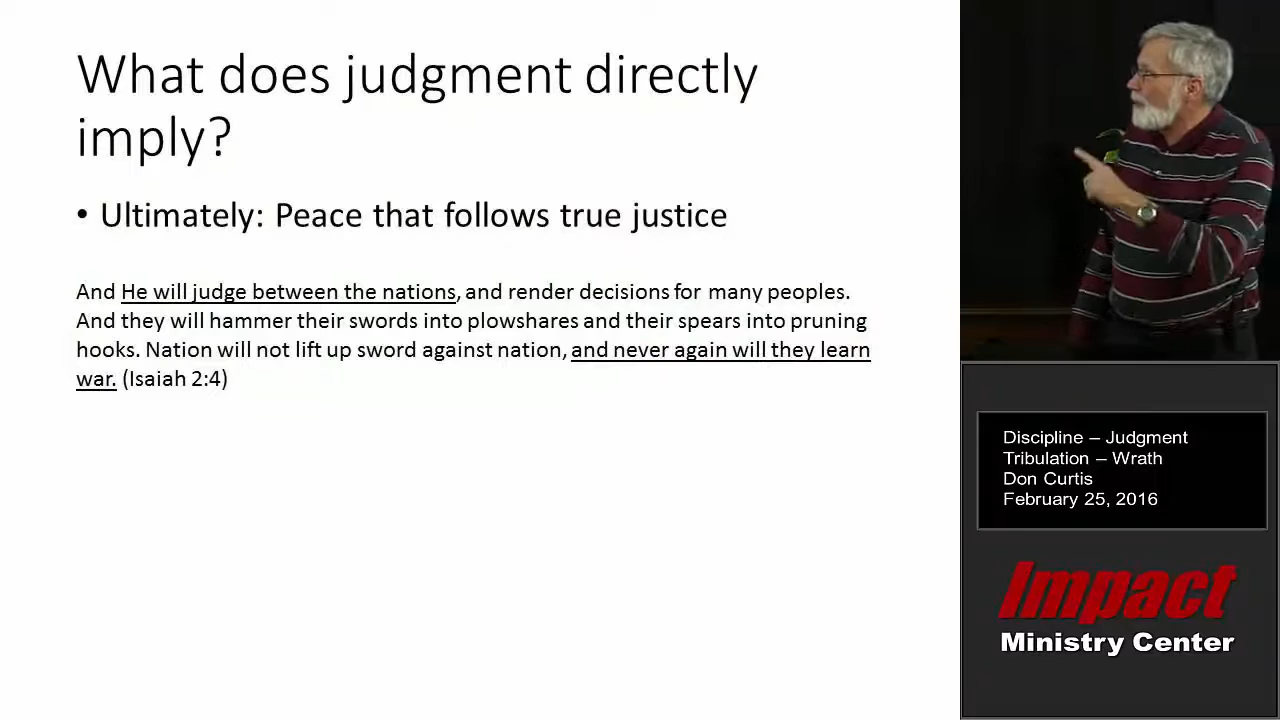 What does judgment directly
imply?
• Ultimately: Peace that follows true justice
And He will judge between the nations, and render decisions for many peoples.
And they will hammer their swords into plowshares and their spears into pruning
hooks. Nation will not lift up sword against nation, and never again will they learn
war. (Isaiah 2:4)
Discipline – Judgment
Tribulation – Wrath
Don Curtis
February 25, 2016
Impact
Ministry Center